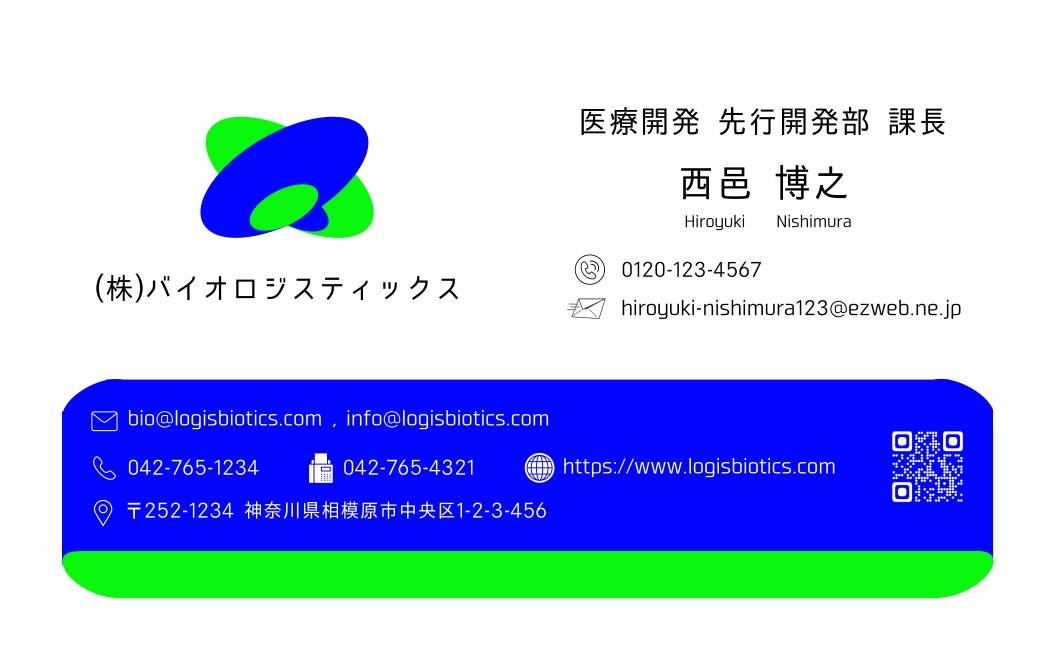 (株)バイオロジスティックス
医療開発 先行開発部 課長
西邑 博之
Hiroyuki Nishimura
0120-123-4567
hiroyuki-nishimura123@ezweb.ne.jp
bio@logisbiotics.com , info@logisbiotics.com
042-765-1234 042-765-4321 https://www.logisbiotics.com
〒252-1234 神奈川県相模原市中央区1-2-3-456